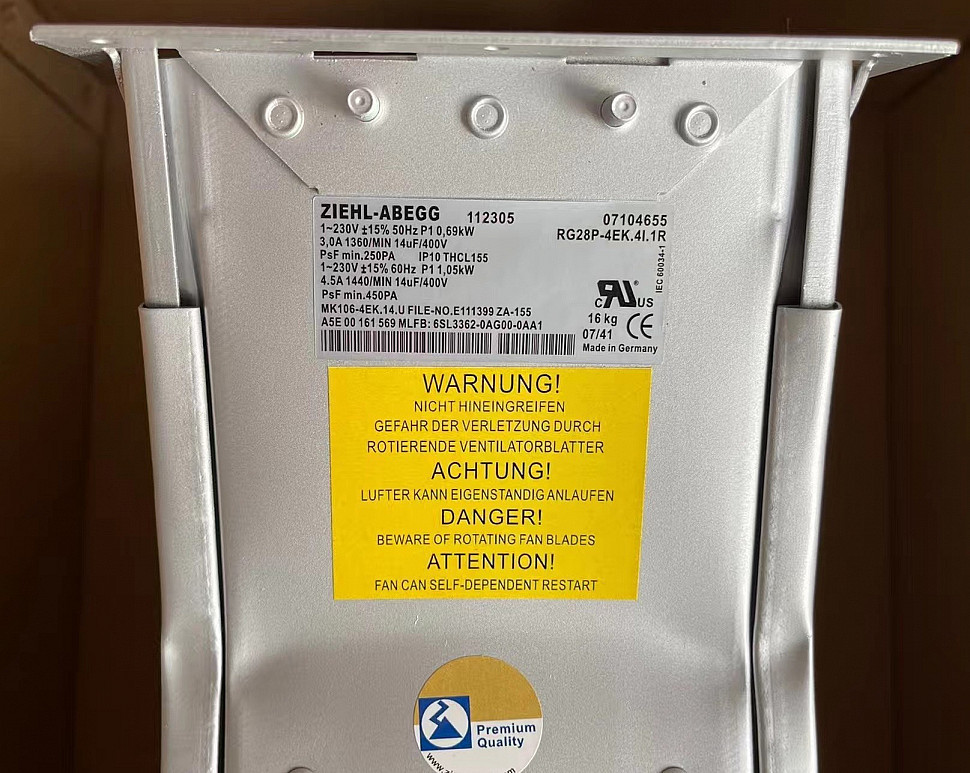 ZIEHL-ABEGG 112305 07104655
1~230V ±15% 50Hz P1 0,69kW RG28P-4EK.4I.1R
3,0A 1360/MIN 14uF/400V
PsF min.250PA IP10 THCL155
1~230V ±15% 60Hz P1 1,05kW
4.5A 1440/MIN 14uF/400V
PsF min.450PA
IEC 60034-1
c US
MK106-4EK.14.U FILE-NO.E111399 ZA-155
16 kg
A5E 00 161 569 MLFB: 6SL3362-0AG00-0AA1
07/41 CE
Made in Germany
WARNUNG!
NICHT HINEINGREIFEN
GEFAHR DER VERLETZUNG DURCH
ROTIERENDE VENTILATORBLATTER
ACHTUNG!
LUFTER KANN EIGENSTANDIG ANLAUFEN
DANGER!
BEWARE OF ROTATING FAN BLADES
ATTENTION!
FAN CAN SELF-DEPENDENT RESTART
Premium
Quality